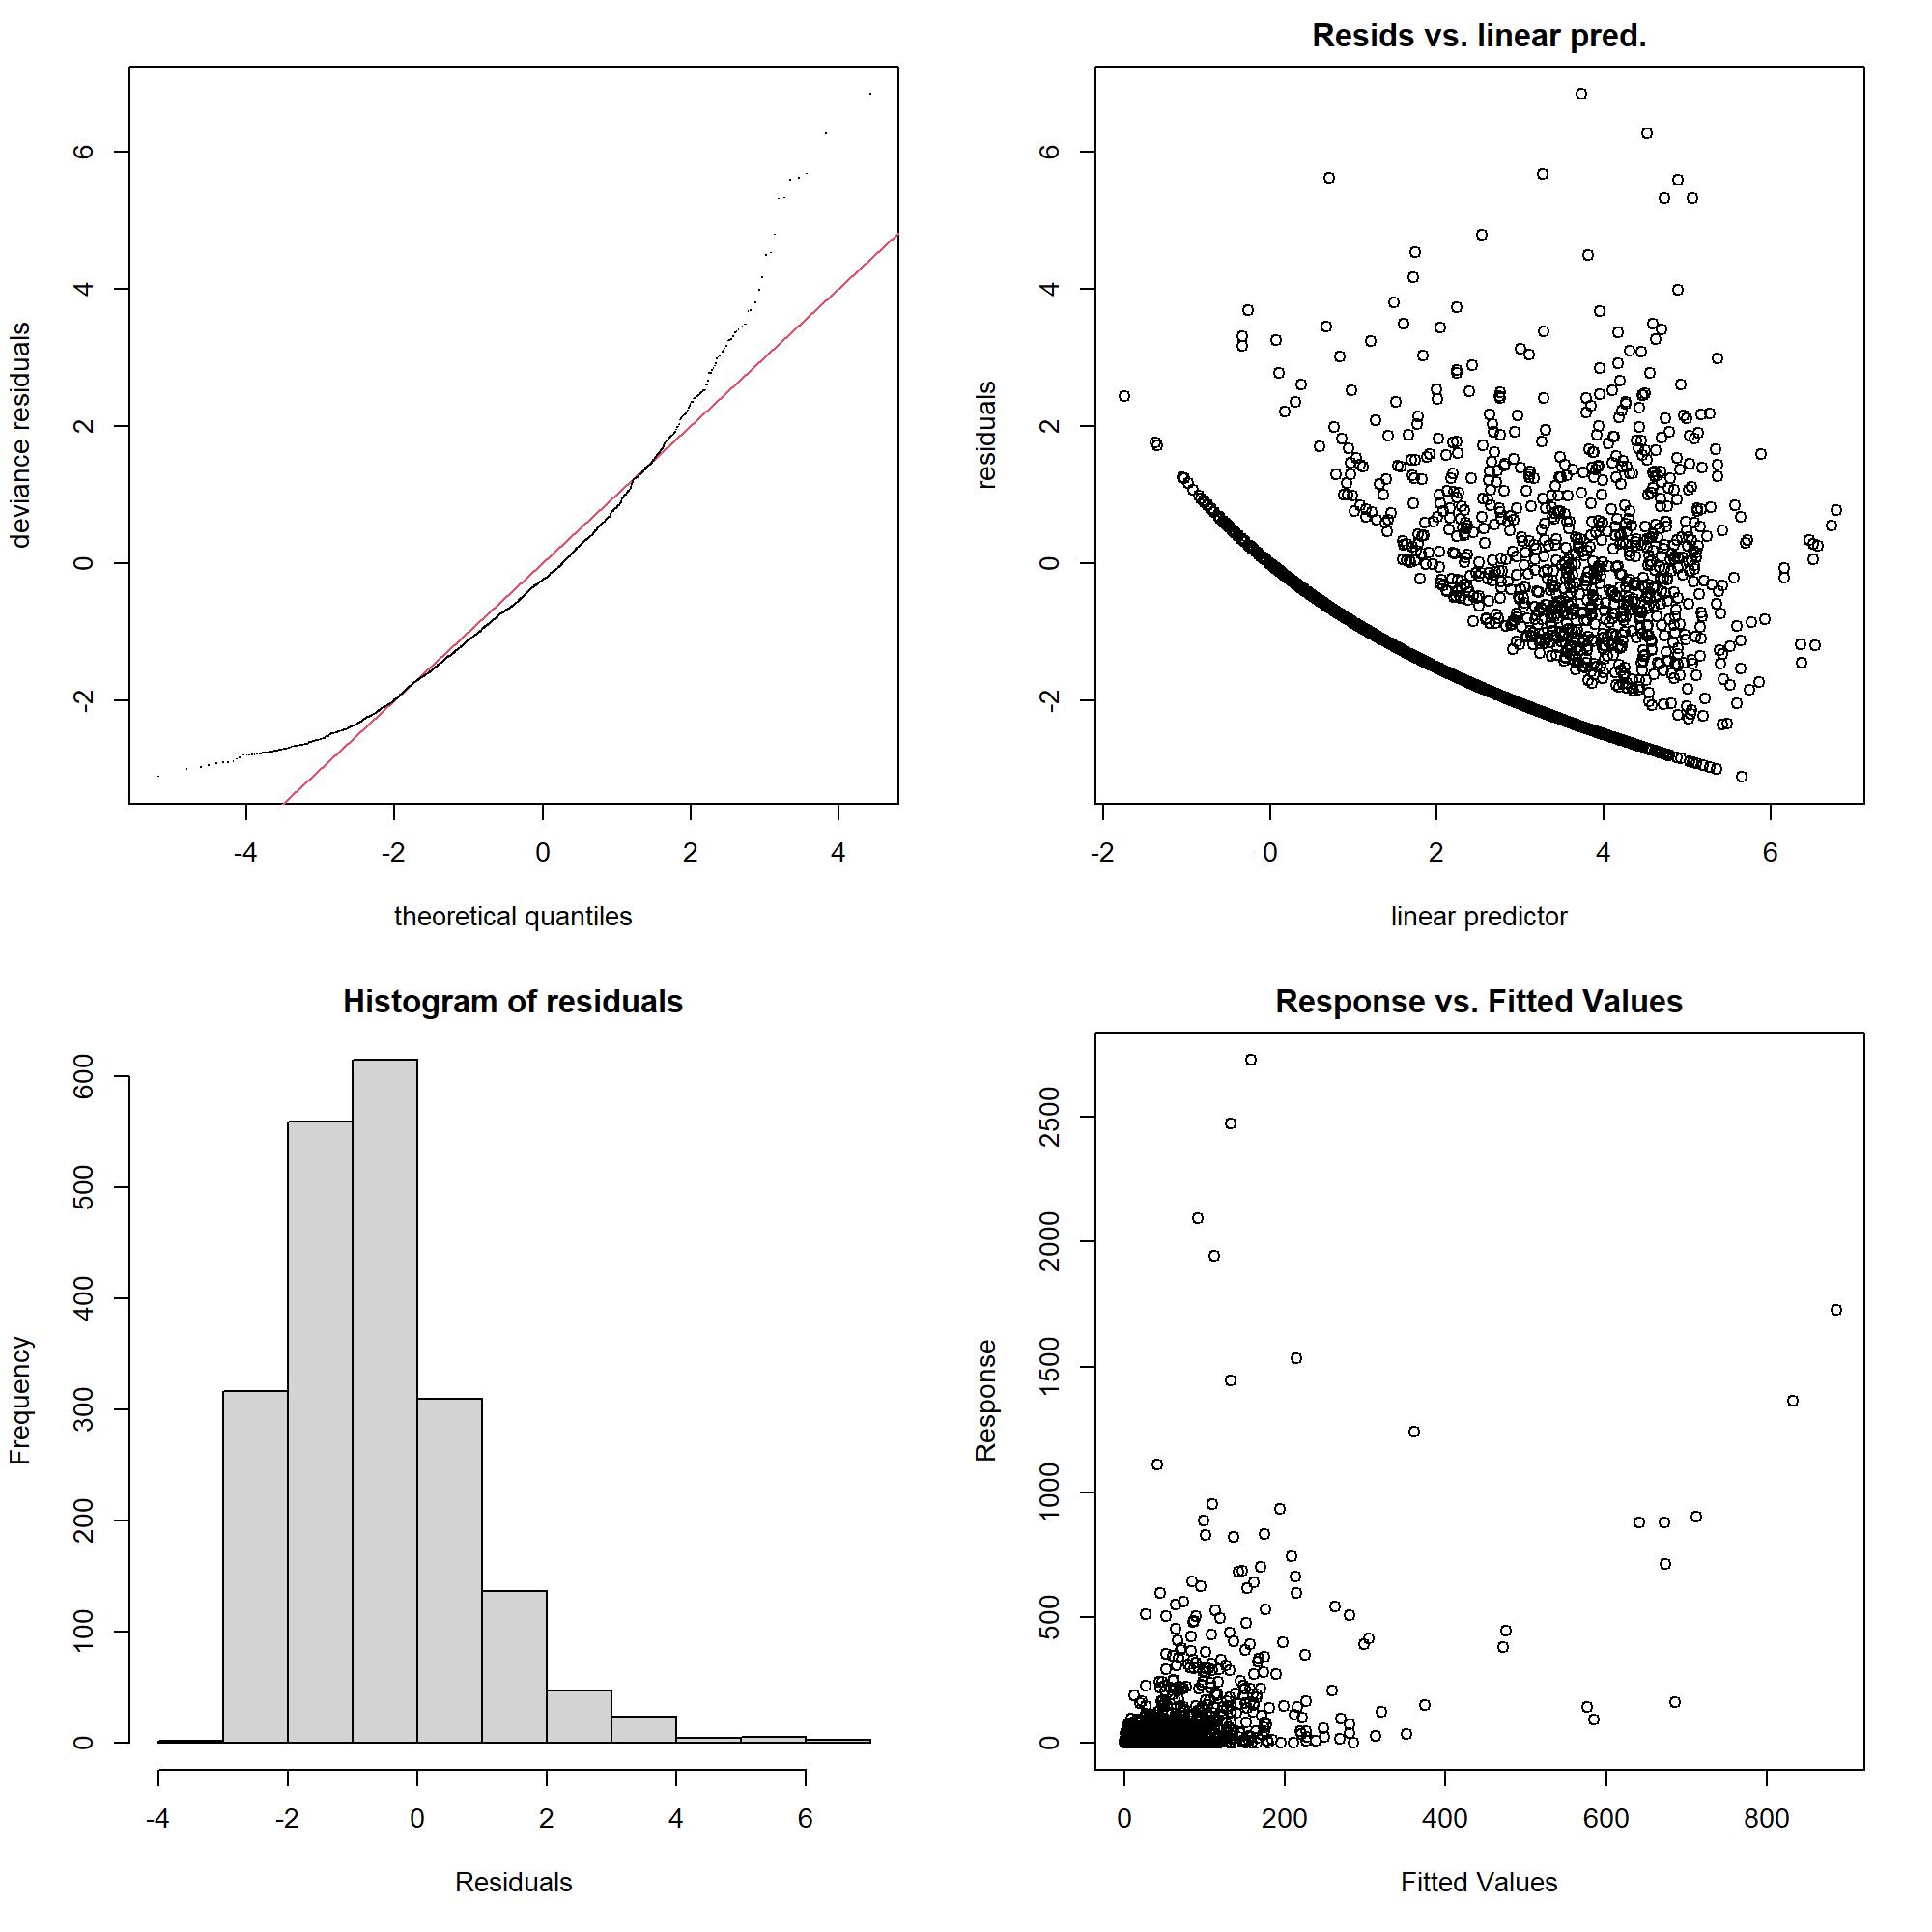 deviance residuals
6
4
2
0
-2
-4 -2 0 2 4
theoretical quantiles
Resids vs. linear pred.
residuals
6
4
2
0
-2
-2 0 2 4 6
linear predictor
Histogram of residuals
Frequency
600
500
400
300
200
100
0
-4 -2 0 2 4 6
Residuals
Response vs. Fitted Values
Response
2500
2000
1500
1000
500
0
0 200 400 600 800
Fitted Values